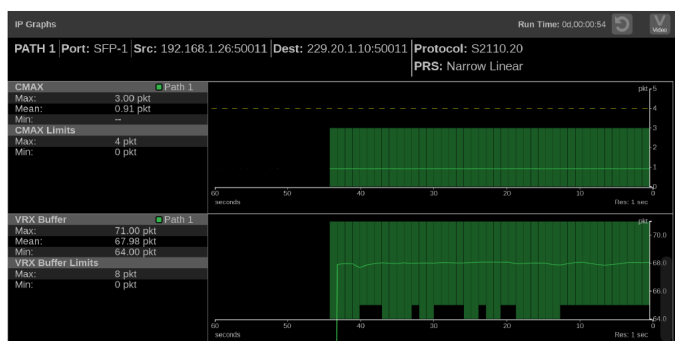 IP Graphs Run Time: 0d,00:00:54 Video
PATH 1 Port: SFP-1 Src: 192.168.1.26:50011 Dest: 229.20.1.10:50011 Protocol: S2110.20
PRS: Narrow Linear
CMAX Path 1
Max: 3.00 pkt
Mean: 0.91 pkt
Min: --
CMAX Limits
Max: 4 pkt
Min: 0 pkt
pkt 5
4
3
2
1
0
60 50 40 30 20 10 0
seconds Res: 1 sec
VRX Buffer Path 1
Max: 71.00 pkt
Mean: 67.98 pkt
Min: 64.00 pkt
VRX Buffer Limits
Max: 8 pkt
Min: 0 pkt
pkt
70.0
68.0
66.0
64.0
60 50 40 30 20 10 0
seconds Res: 1 sec